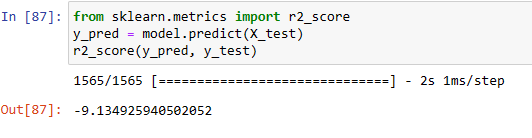 In [87]: from sklearn.metrics import r2_score
y_pred = model.predict(X_test)
r2_score(y_pred, y_test)
1565/1565 [==============================] - 2s 1ms/step
Out[87]: -9.134925940502052